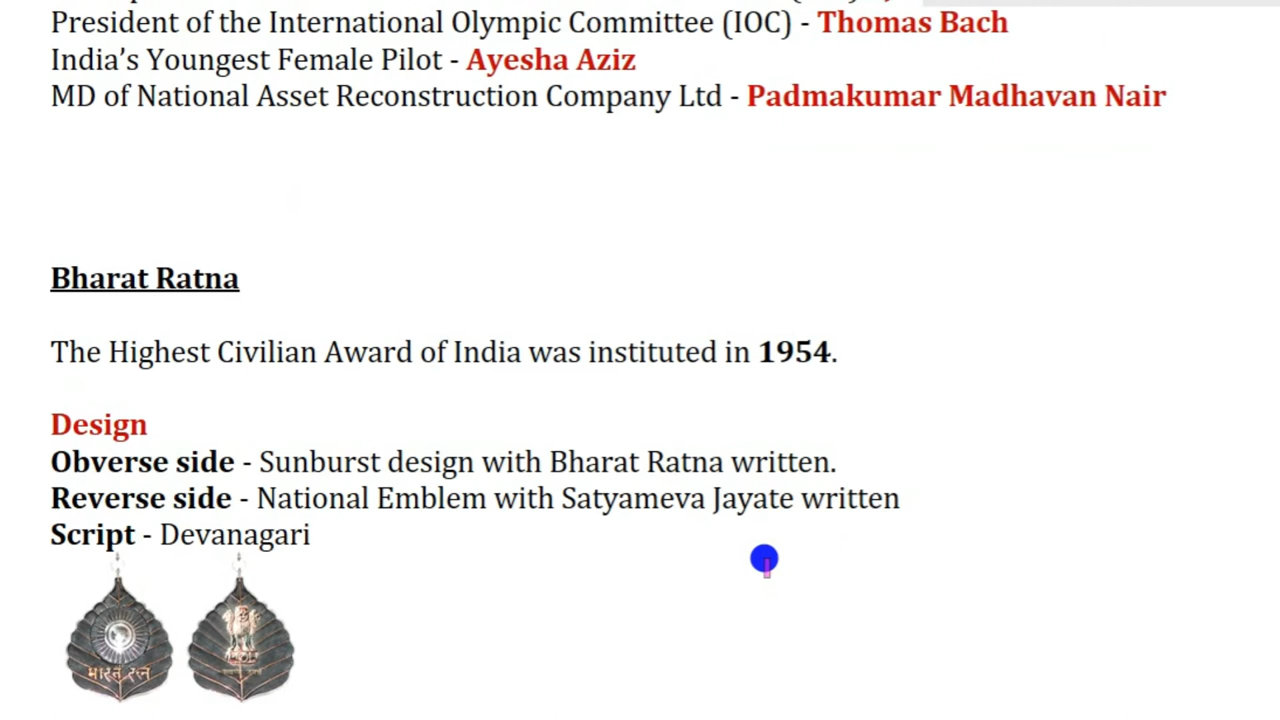 President of the International Olympic Committee (IOC) - Thomas Bach
India’s Youngest Female Pilot - Ayesha Aziz
MD of National Asset Reconstruction Company Ltd - Padmakumar Madhavan Nair
Bharat Ratna
The Highest Civilian Award of India was instituted in 1954.
Design
Obverse side - Sunburst design with Bharat Ratna written.
Reverse side - National Emblem with Satyameva Jayate written
Script - Devanagari
भारत रत्न